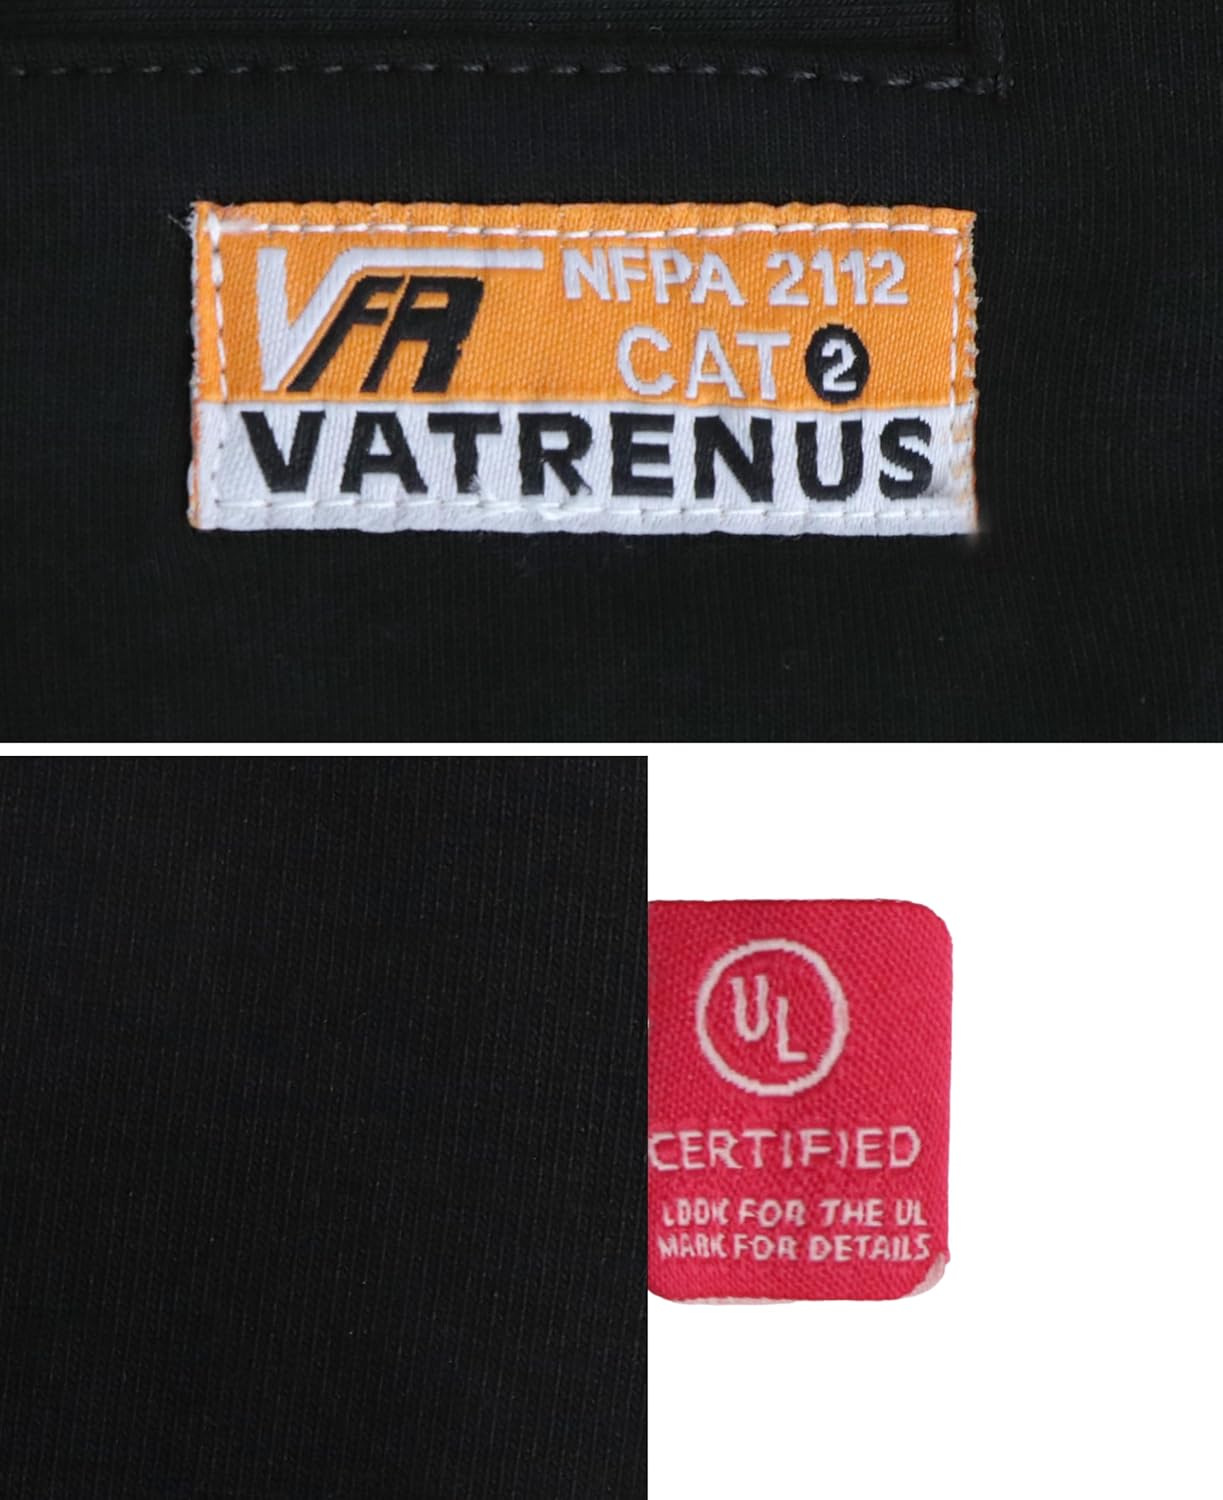 VFR
NFPA 2112
CAT 2
VATRENUS
UL
CERTIFIED
LOOK FOR THE UL
MARK FOR DETAILS